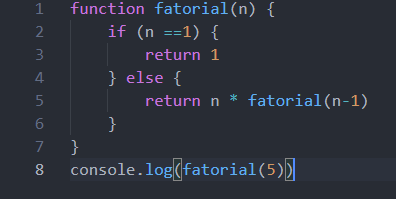 1 function fatorial(n) {
2     if (n ==1) {
3         return 1
4     } else {
5         return n * fatorial(n-1)
6     }
7 }
8 console.log(fatorial(5))